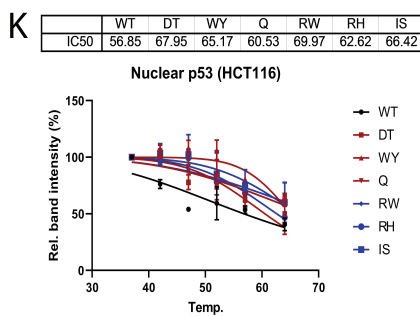 K
WT DT WY Q RW RH IS
IC50 56.85 67.95 65.17 60.53 69.97 62.62 66.42
Nuclear p53 (HCT116)
Rel. band intensity (%)
150
100
50
0
30 40 50 60 70
Temp.
WT
DT
WY
Q
RW
RH
IS